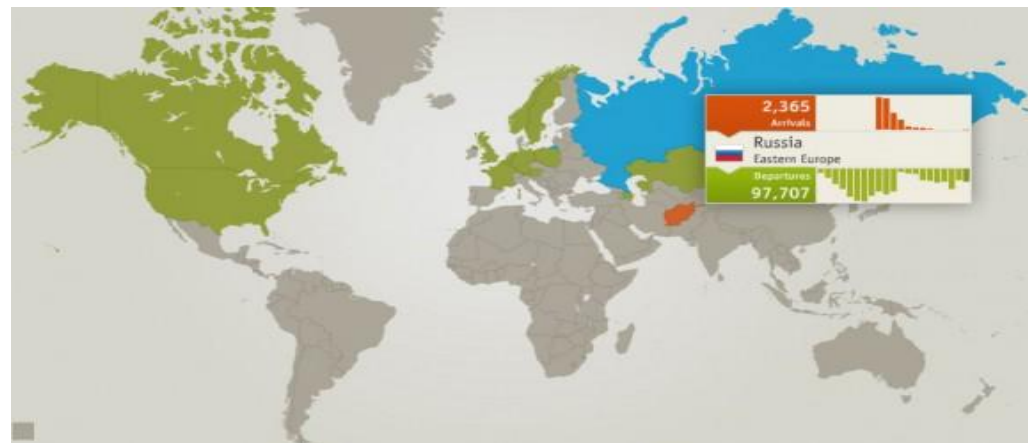 2,365
Arrivals
Russia
Eastern Europe
Departures
97,707